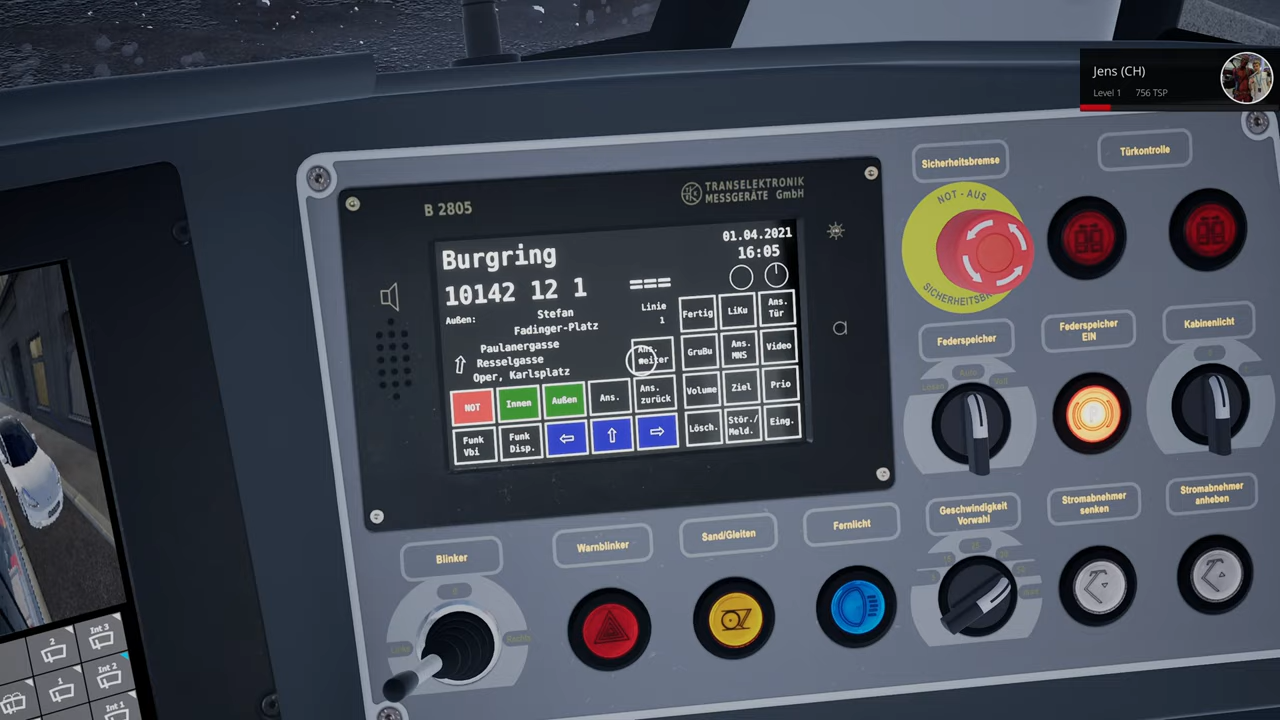 Jens (CH)
Level 1 756 TSP
B 2805
TRANSELEKTRONIK
MESSGERÄTE GmbH
Burgring
01.04.2021
16:05
10142 12 1
===
Außen:
Stefan
Fadinger-Platz
Linie
1
Paulanergasse
Resselgasse
Oper, Karlsplatz
Fertig
LiKu
Ans.
Tür
GruBu
Ans.
MNS
Video
NOT
Innen
Außen
Ans.
Ans.
zurück
Volume
Ziel
Prio
Funk
Vbi
Funk
Disp.
Lösch.
Stör./
Meld.
Eing.
Sicherheitsbremse
Türkontrolle
NOT - AUS
Federspeicher
Federspeicher
EIN
Kabinenlicht
Geschwindigkeit
Vorwahl
Stromabnehmer
senken
Stromabnehmer
anheben
Blinker
Warnblinker
Sand/Gleiten
Fernlicht
Links
Rechts
2
Int 3
1
Int 2
Int 1